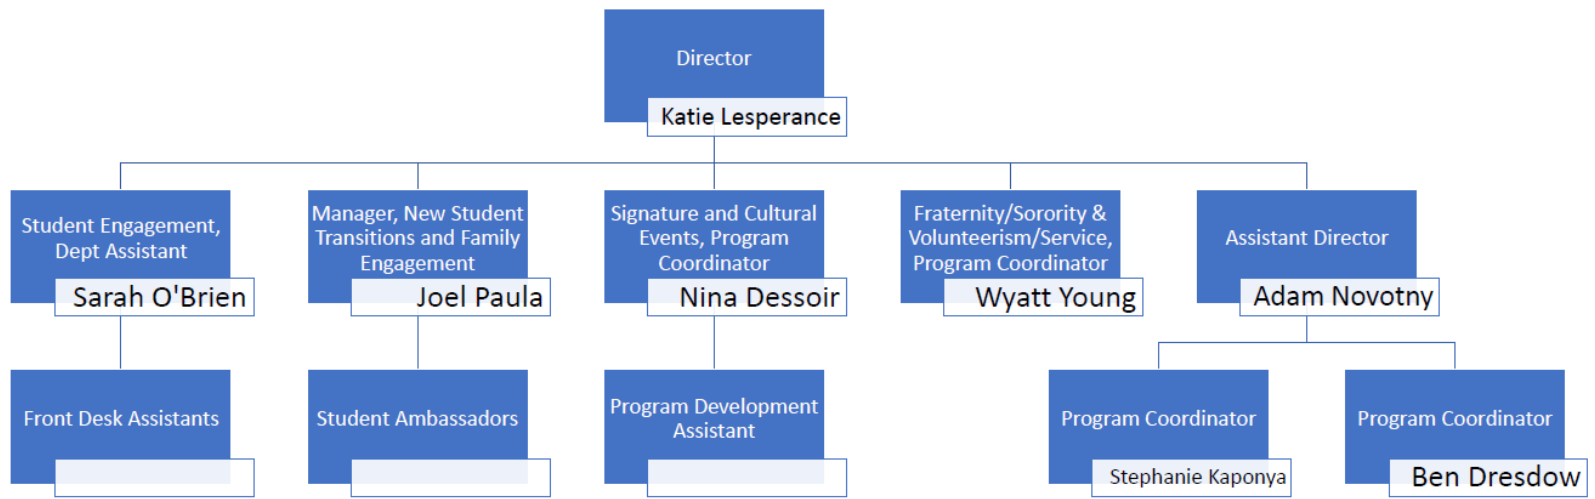 Director
Katie Lesperance
Student Engagement,
Dept Assistant
Sarah O'Brien
Manager, New Student
Transitions and Family
Engagement
Joel Paula
Signature and Cultural
Events, Program
Coordinator
Nina Dessoir
Fraternity/Sorority &
Volunteerism/Service,
Program Coordinator
Wyatt Young
Assistant Director
Adam Novotny
Front Desk Assistants
Student Ambassadors
Program Development
Assistant
Program Coordinator
Stephanie Kaponya
Program Coordinator
Ben Dresdow